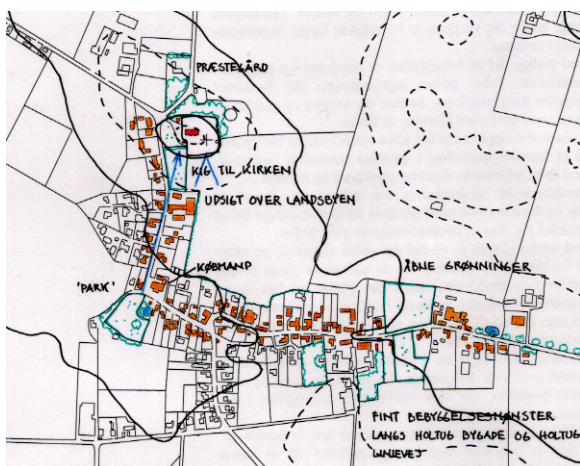 PRÆSTEGÅRD
KIG TIL KIRKEN
UDSIGT OVER LANDSBYEN
KØBMAND
'PARK'
ÅBNE GRØNNINGER
FINT BEBYGGELSESMØNSTER
LANGS HOLTUG BYGADE OG HOLTUG
LINIEVEJ